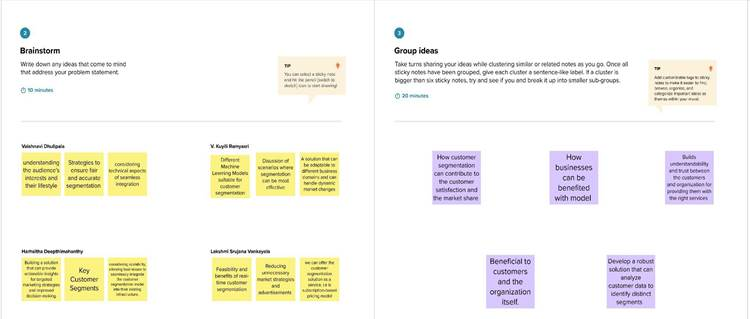 2
Brainstorm
Write down any ideas that come to mind
that address your problem statement.
10 minutes
TIP
You can select a sticky note
and hit the pencil [switch to
sketch] icon to start drawing!
Vaishnavi Dhulipala
understanding
the audience's
interests and
their lifestyle
Strategies to
ensure fair
and accurate
segmentation
considering
technical aspects
of seamless
integration
V. Kuyili Ramyasri
Different
Machine
Learning Models
suitable for
customer
segmentation
Disussion of
scenarios where
segmentation
can be most
effective
A solution that can
be adaptable to
different business
domains and can
handle dynamic
market changes
Harhsitha Deepthimahanthy
Building a solution
that can provide
actionable insights
for targeted
marketing strategies
and improved
decision-making.
Key
Customer
Segments
considering scalability,
allowing businesses to
seamlessly integrate
the customer
segmentation model
into their existing
infrastructure.
Lakshmi Srujana Vankayala
Feasibility and
benefits of real-
time customer
segmentation
Reducing
unnecessary
market strategies
and
advertisements
we can offer the
customer
segmentation
solution as a
service. i.e is
subscription-based
pricing model
3
Group ideas
Take turns sharing your ideas while clustering similar or related notes as you go. Once all
sticky notes have been grouped, give each cluster a sentence-like label. If a cluster is
bigger than six sticky notes, try and see if you and break it up into smaller sub-groups.
20 minutes
TIP
Add customizable tags to sticky
notes to make it easier to find,
browse, organize, and
categorize important ideas as
themes within your mural.
How customer
segmentation
can contribute to
the customer
satisfaction and
the market share
How
businesses
can be
benefited
with model
Builds
understandability
and trust between
the customers
and organization for
providing them with
the right services
Beneficial to
customers
and the
organization
itself.
Develop a robust
solution that can
analyze
customer data to
identify distinct
segments